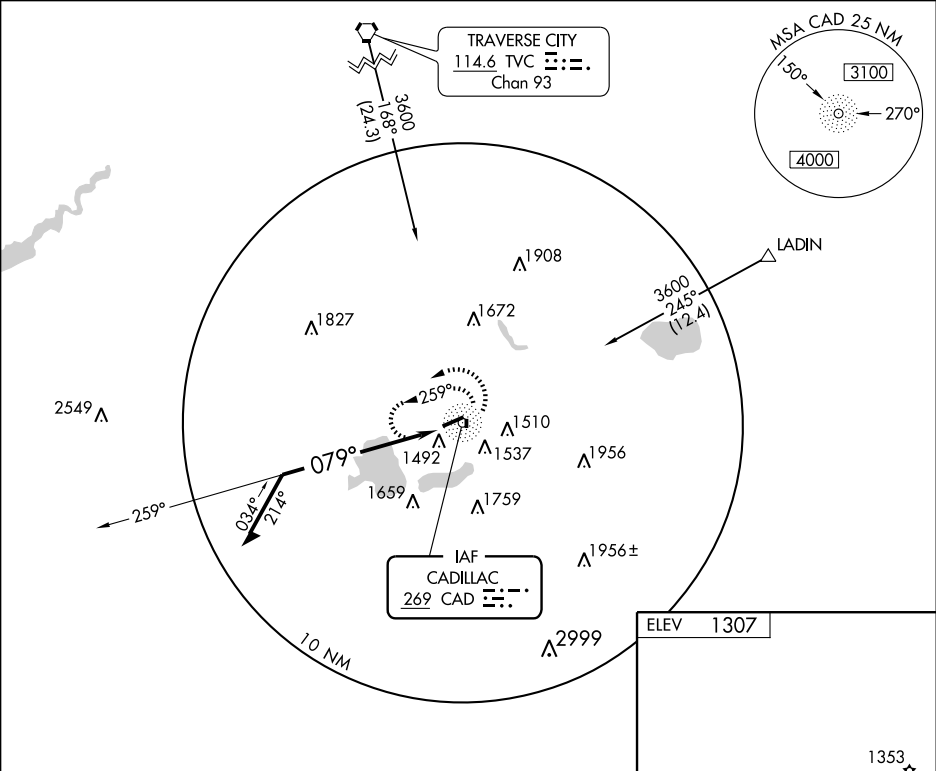 TRAVERSE CITY
114.6 TVC
Chan 93
3600
168°
(24.3)
MSA CAD 25 NM
150°
3100
270°
4000
LADIN
3600
245°
(12.4)
1908
1672
1827
2549
259°
1510
1492
1537
1956
079°
259°
034°
214°
1659
1759
1956±
IAF
CADILLAC
269 CAD
2999
10 NM
ELEV 1307
1353